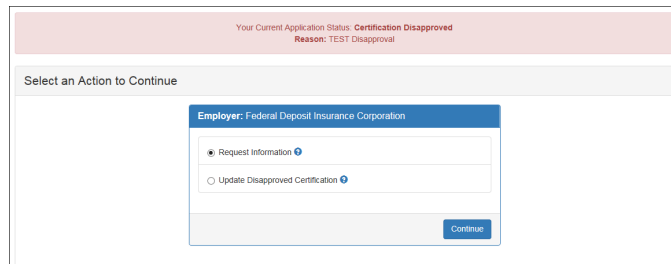 Your Current Application Status: Certification Disapproved
Reason: TEST Disapproval
Select an Action to Continue
Employer: Federal Deposit Insurance Corporation
Request Information ?
Update Disapproved Certification ?
Continue